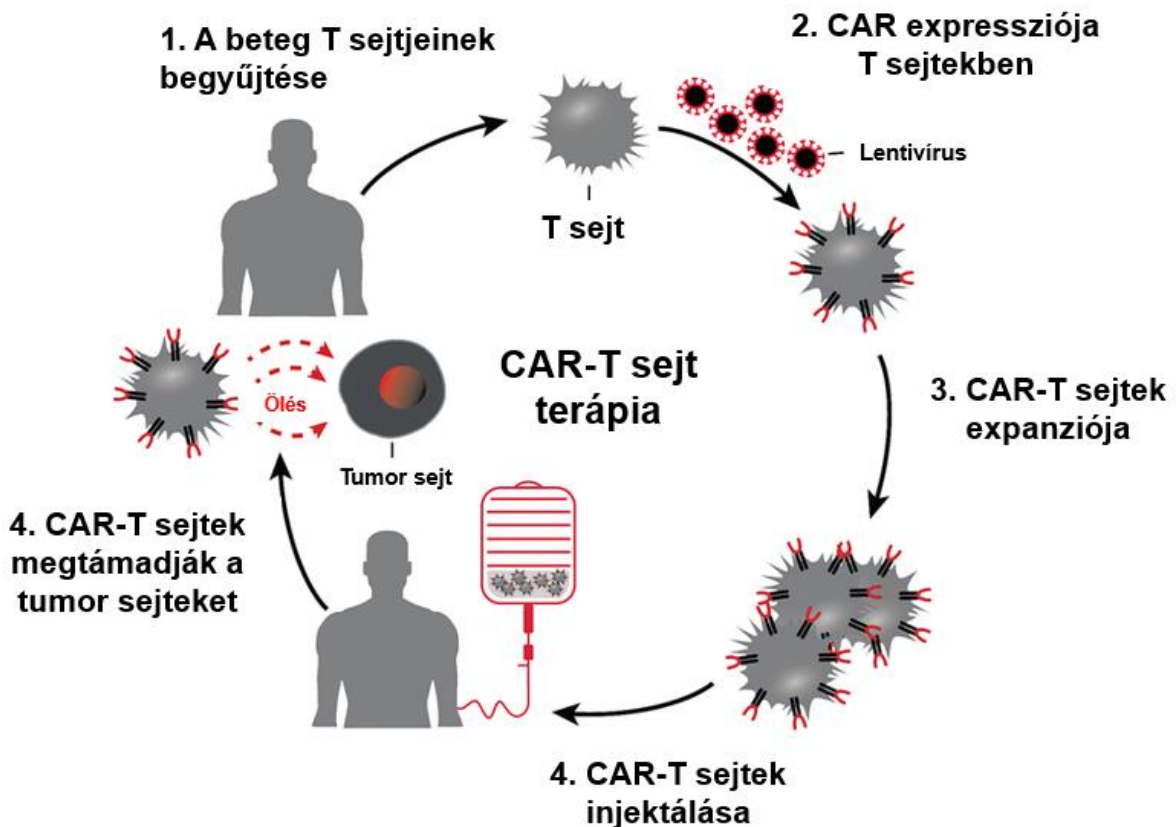 1. A beteg T sejtjeinek
begyűjtése
2. CAR expressziója
T sejtekben
Lentivírus
T sejt
3. CAR-T sejtek
expanziója
CAR-T sejt
terápia
Ölés
Tumor sejt
4. CAR-T sejtek
megtámadják a
tumor sejteket
4. CAR-T sejtek
injektálása